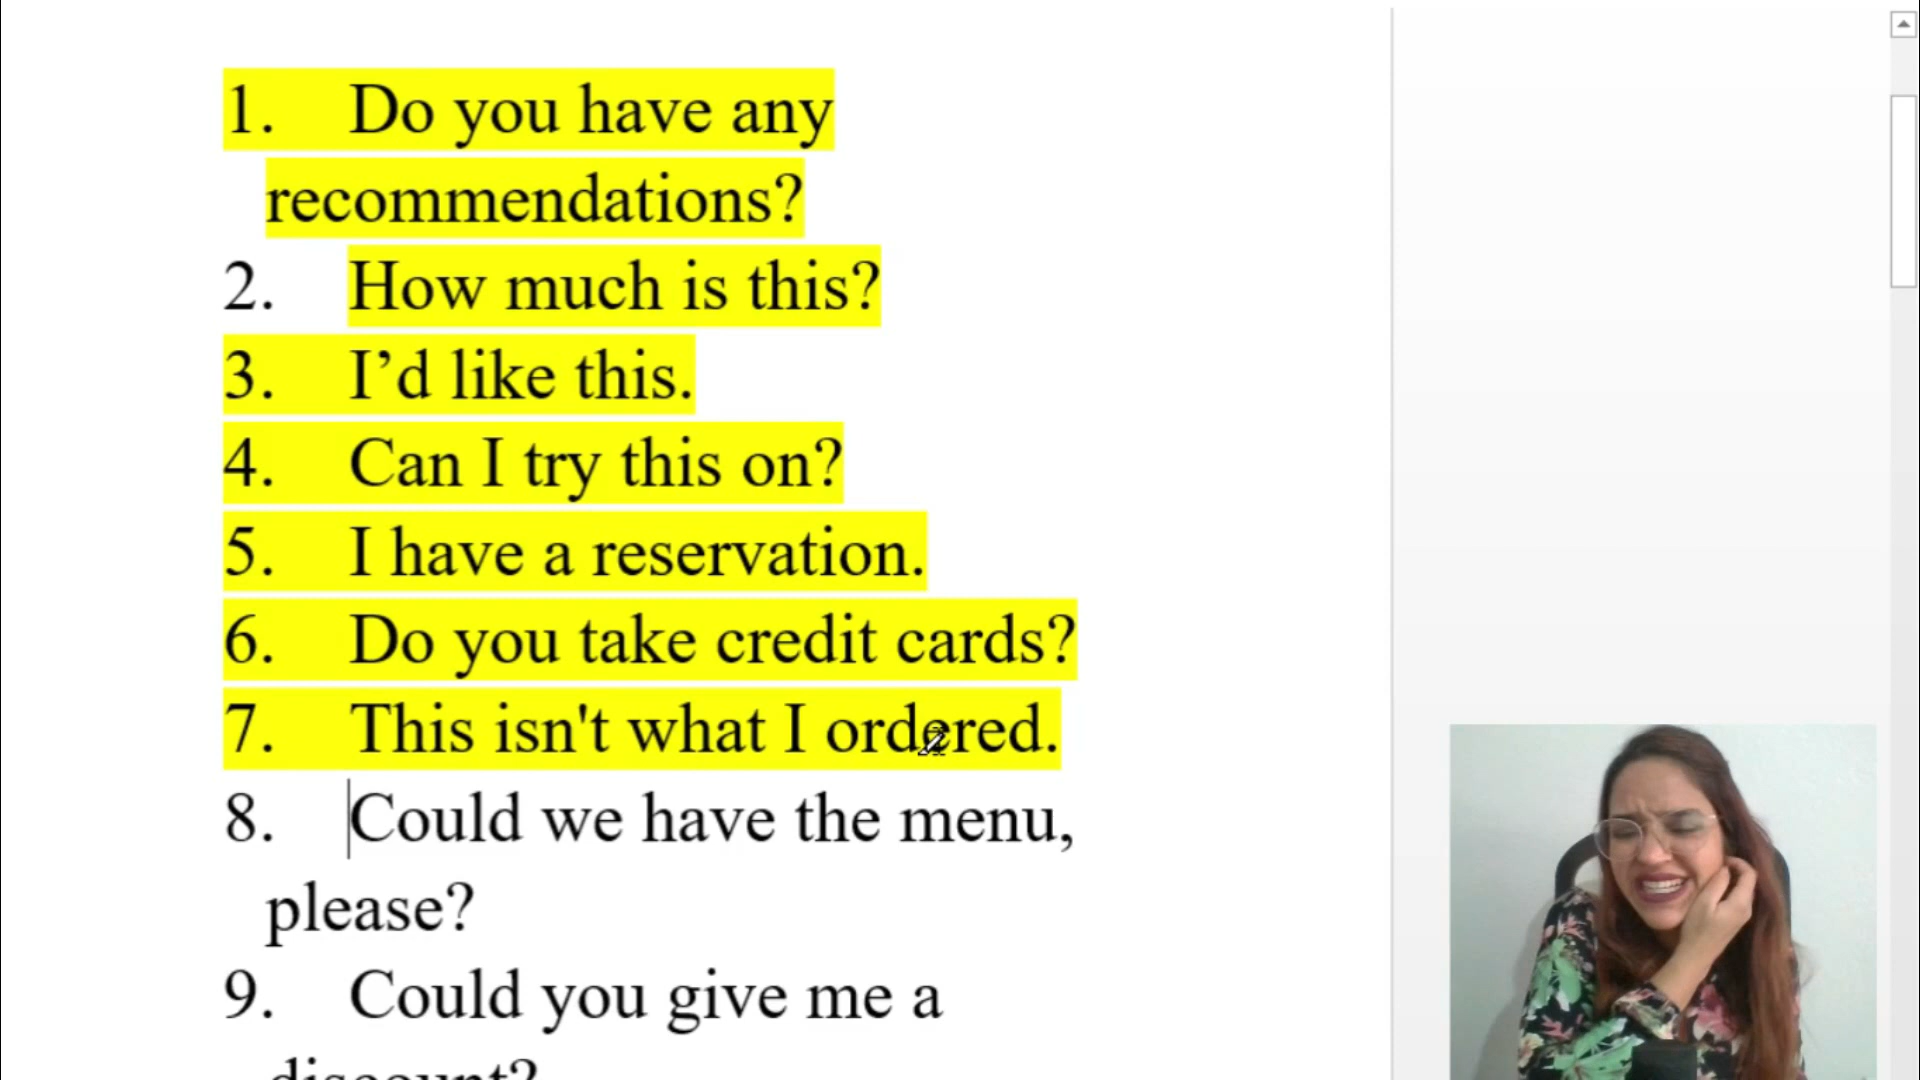 1. Do you have any
recommendations?
2. How much is this?
3. I’d like this.
4. Can I try this on?
5. I have a reservation.
6. Do you take credit cards?
7. This isn't what I ordered.
8. Could we have the menu,
please?
9. Could you give me a
discount?